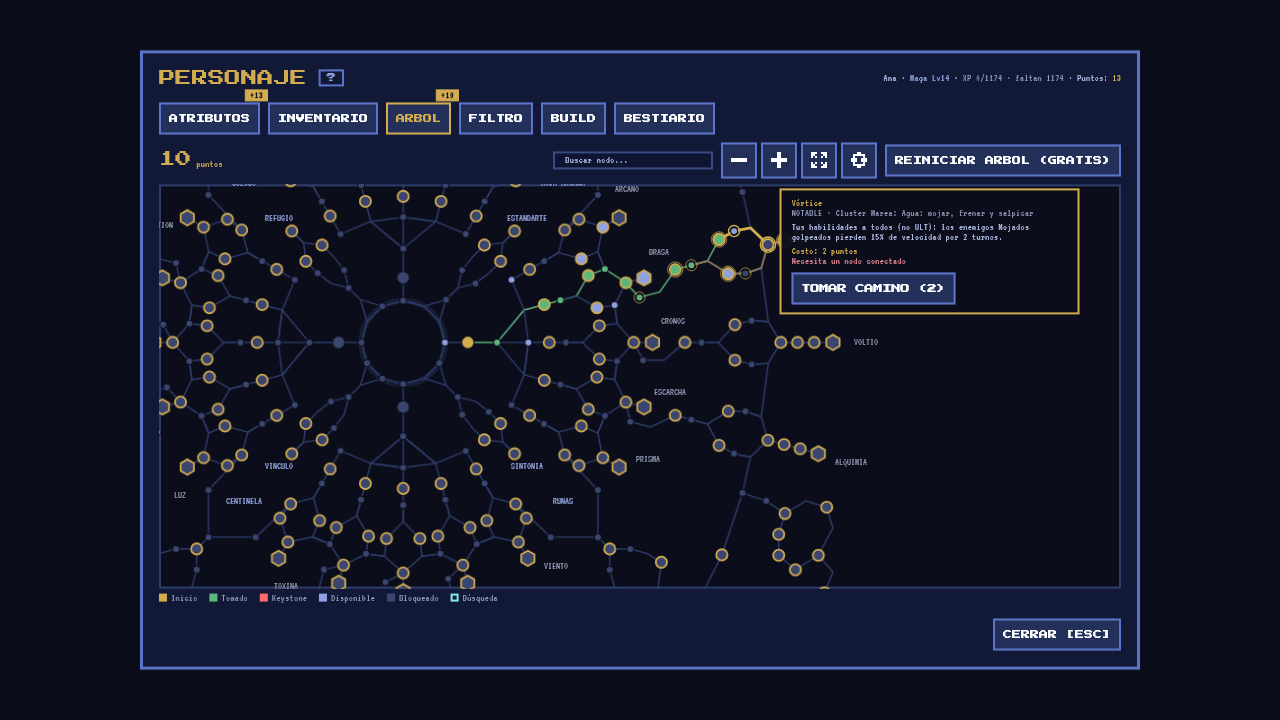 PERSONAJE
?
Ana · Maga Lv14 · XP 0/1174 · faltan 1174 · Puntos: 13
+13
+10
ATRIBUTOS
INVENTARIO
ARBOL
FILTRO
BUILD
BESTIARIO
10 puntos
Buscar nodo...
REINICIAR ARBOL (GRATIS)
ARCANO
REFUGIO
ESTANDARTE
BRASA
CRONOS
VOLTIO
ESCARCHA
ALQUIMIA
PRISMA
VINCULO
SINTONIA
LUZ
CENTINELA
RUNAS
VIENTO
TOXINA
Vórtice
NOTABLE · Cluster Marea: Agua: mojar, frenar y salpicar
Tus habilidades a todos (no ULT): los enemigos Mojados
golpeados pierden 15% de velocidad por 2 turnos.
Costo: 2 puntos
Necesita un nodo conectado
TOMAR CAMINO (2)
Inicio
Tomado
Keystone
Disponible
Bloqueado
Búsqueda
CERRAR [ESC]